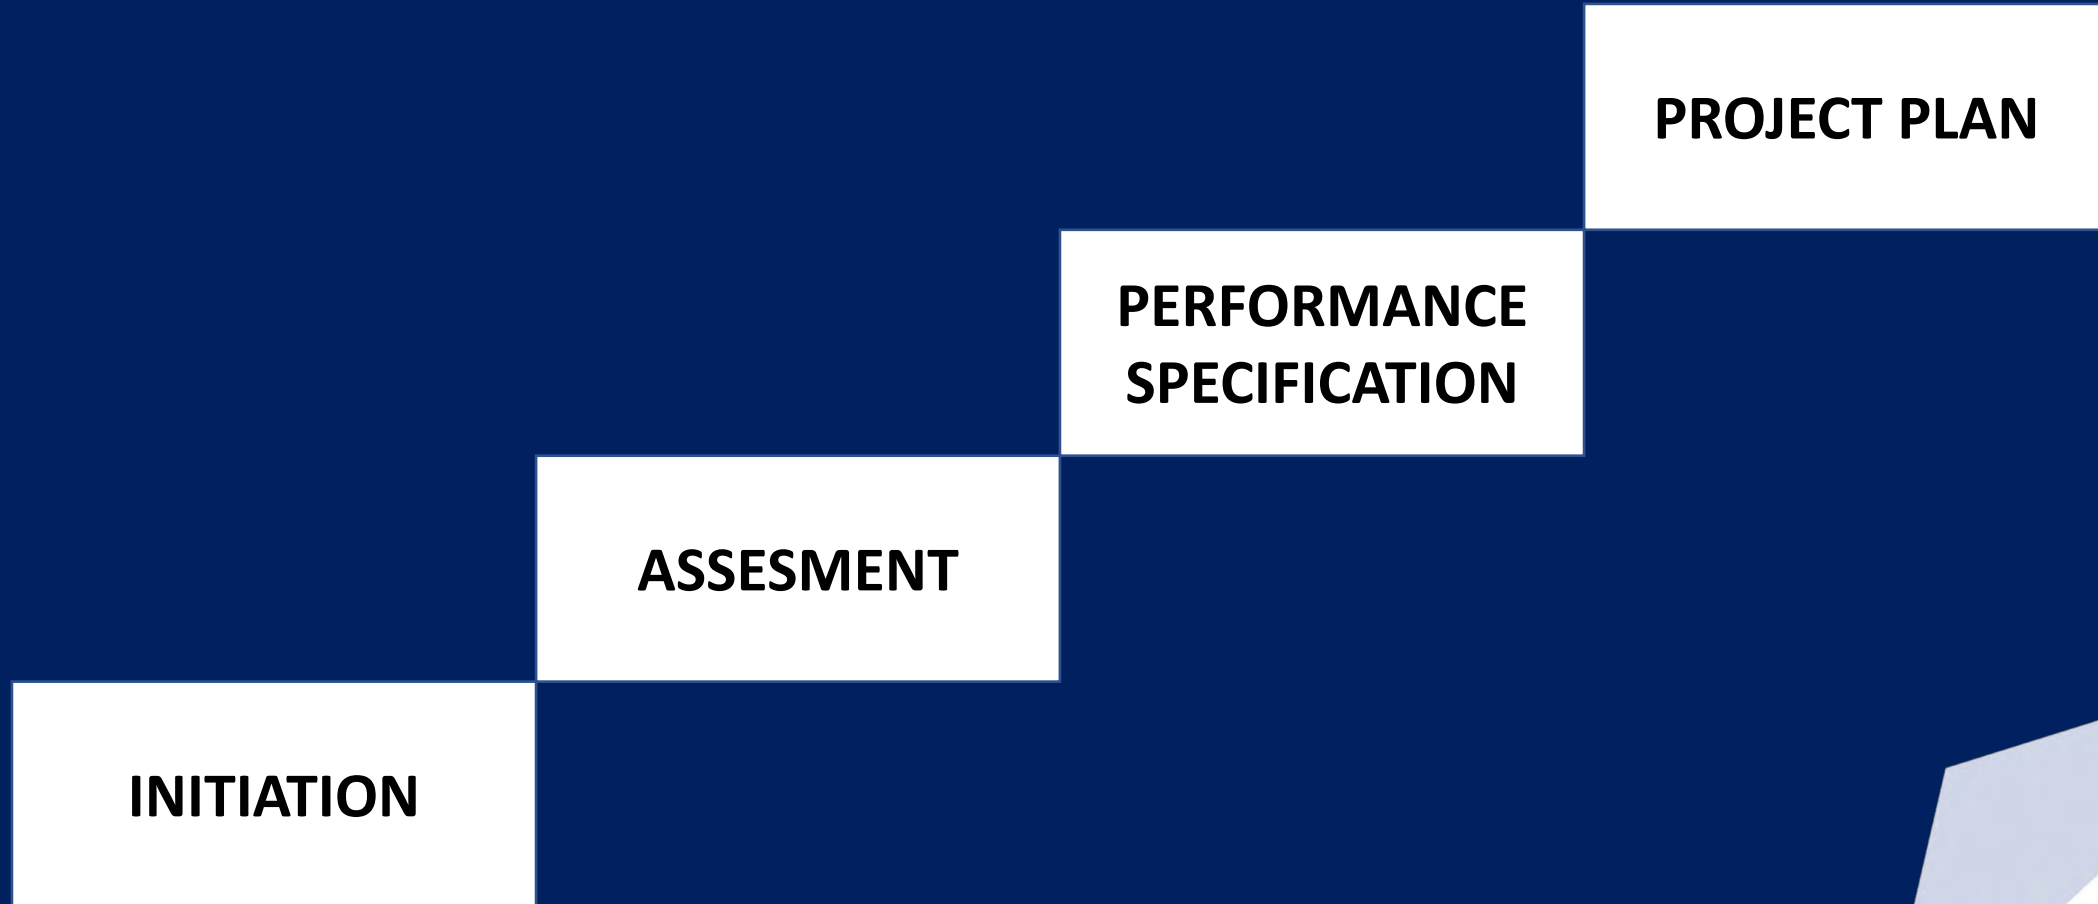 PROJECT PLAN
PERFORMANCE
SPECIFICATION
ASSESMENT
INITIATION